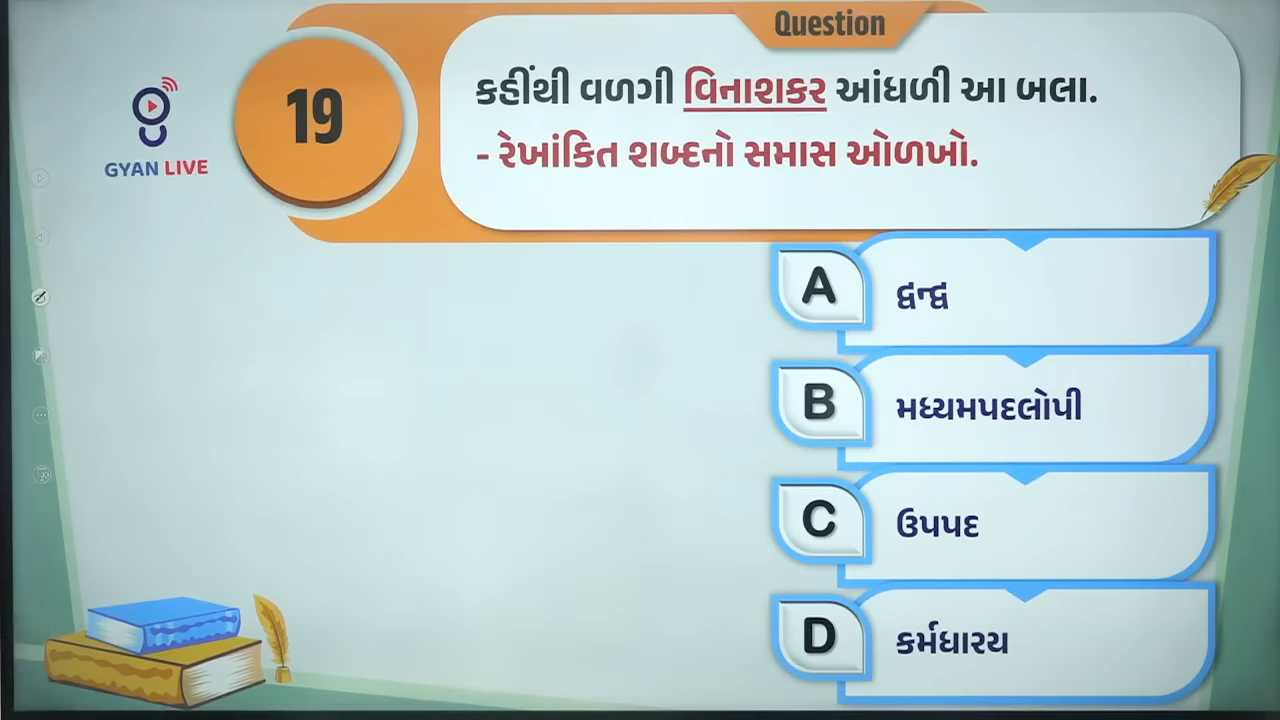 Question
19
કહીંથી વળગી વિનાશકર આંધળી આ બલા.
- રેખાંકિત શબ્દનો સમાસ ઓળખો.
GYAN LIVE
A
દ્વન્દ્વ
B
મધ્યમપદલોપી
C
ઉપપદ
D
કર્મધારય